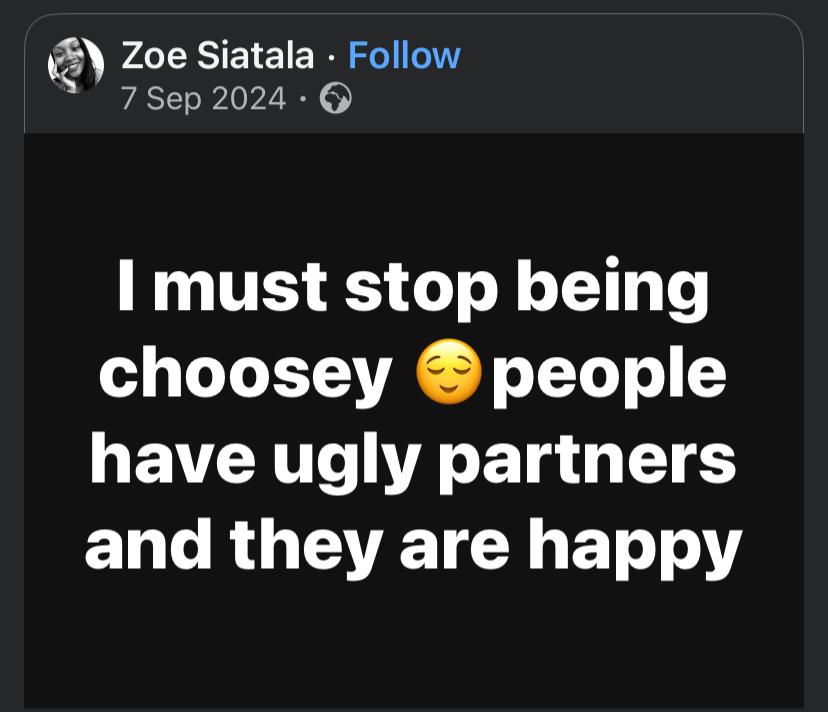 Zoe Siatala · Follow
7 Sep 2024 ·
I must stop being
choosey 😌people
have ugly partners
and they are happy